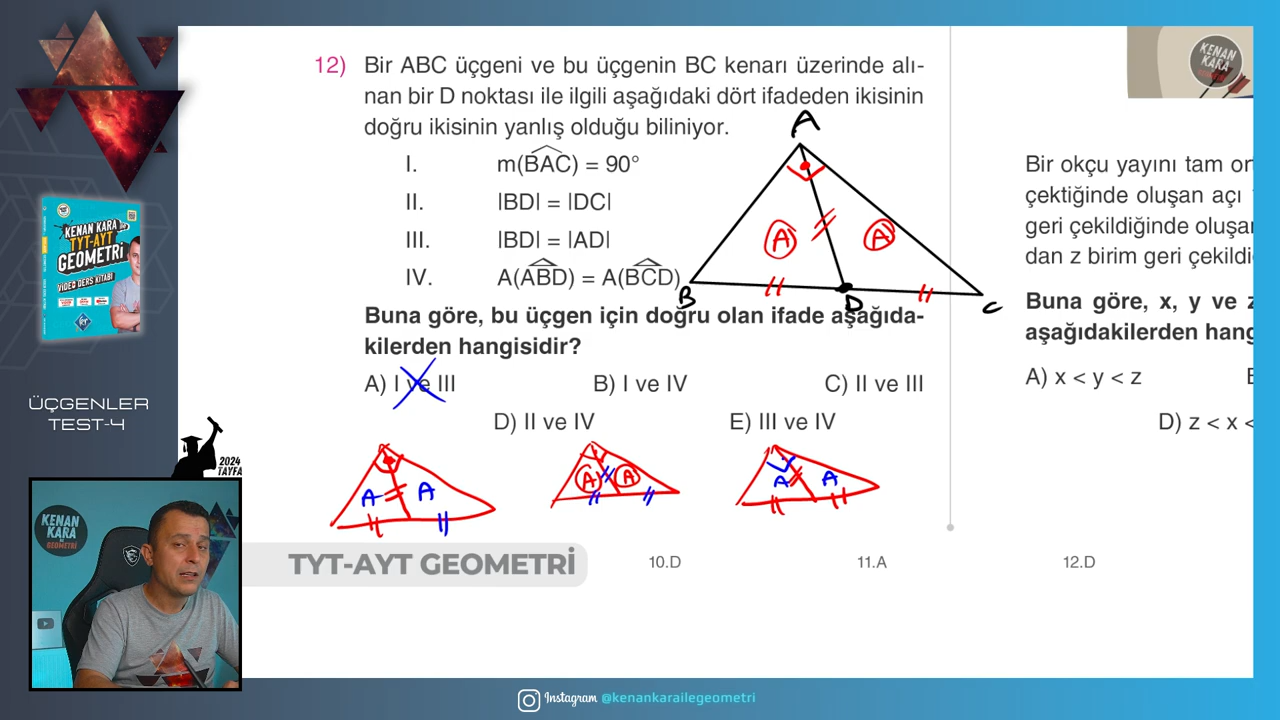 12) Bir ABC üçgeni ve bu üçgenin BC kenarı üzerinde alı-
nan bir D noktası ile ilgili aşağıdaki dört ifadeden ikisinin
doğru ikisinin yanlış olduğu biliniyor.
I. m(BAC) = 90°
II. |BD| = |DC|
III. |BD| = |AD|
IV. A(ABD) = A(BCD)
Buna göre, bu üçgen için doğru olan ifade aşağıda-
kilerden hangisidir?
A) I ve III B) I ve IV C) II ve III
D) II ve IV E) III ve IV
A
A A
B D C
A A
A A
A A
Bir okçu yayını tam or
çektiğinde oluşan açı
geri çekildiğinde oluşa
dan z birim geri çekildi
Buna göre, x, y ve z
aşağıdakilerden hang
A) x < y < z
D) z < x <
KENAN
KARA
KENAN KARA
TYT-AYT
GEOMETRİ
VİDEO DERS KİTABI
ÜÇGENLER
TEST-4
2024
TAYFA
KENAN
KARA
GEOMETRİ
TYT-AYT GEOMETRİ
10.D 11.A 12.D
Instagram @kenankarailegeometri